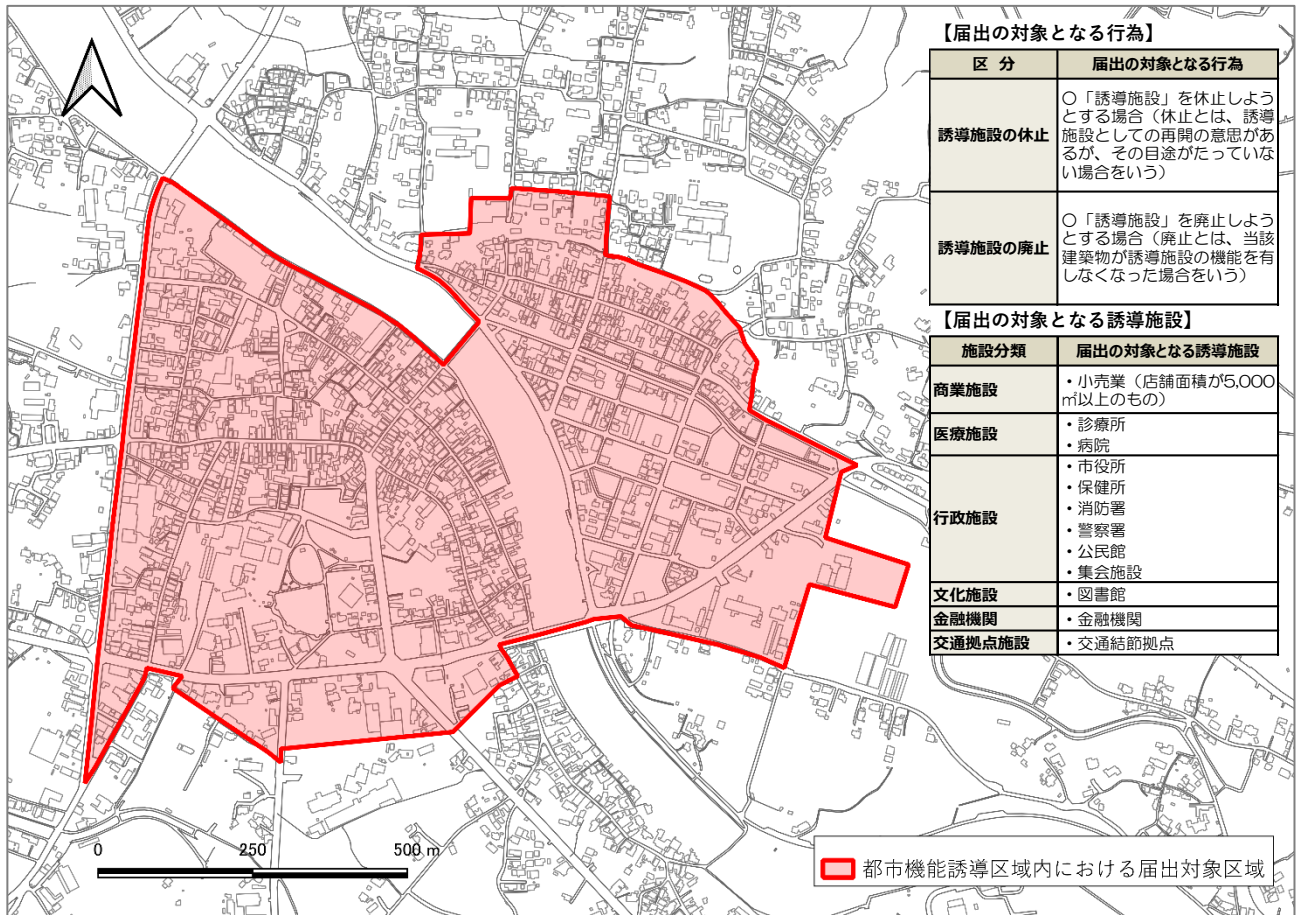 【届出の対象となる行為】
区 分
届出の対象となる行為
誘導施設の休止
〇「誘導施設」を休止しよう
とする場合（休止とは、誘導
施設としての再開の意思があ
るが、その目途がたっていな
い場合をいう）
誘導施設の廃止
〇「誘導施設」を廃止しよう
とする場合（廃止とは、当該
建築物が誘導施設の機能を有
しなくなった場合をいう）
【届出の対象となる誘導施設】
施設分類
届出の対象となる誘導施設
商業施設
・小売業（店舗面積が5,000
㎡以上のもの）
医療施設
・診療所
・病院
行政施設
・市役所
・保健所
・消防署
・警察署
・公民館
・集会施設
文化施設
・図書館
金融機関
・金融機関
交通拠点施設
・交通結節拠点
0 250 500 m
都市機能誘導区域内における届出対象区域